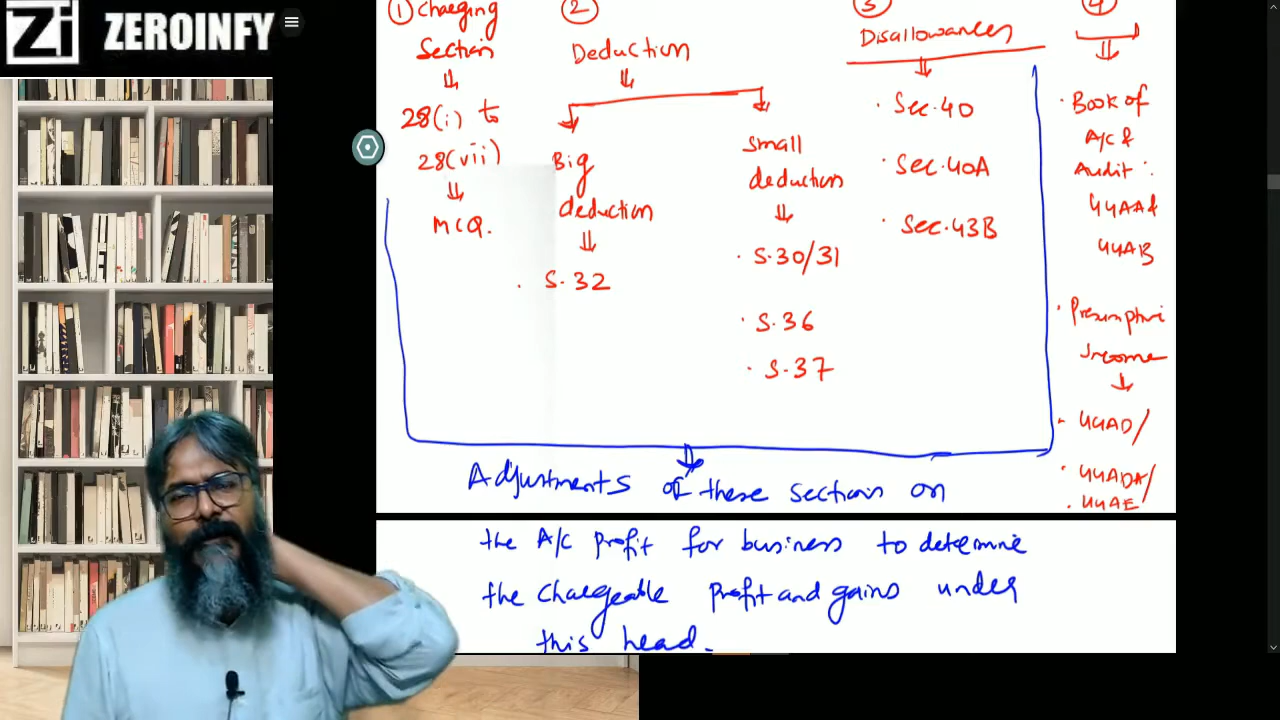 Zi ZEROINFY
① Charging
Section
28(i) to
28(vii)
MCQ.
②
Deduction
Big
deduction
· S.32
small
deduction
· S.30/31
· S.36
· S.37
③
Disallowances
· Sec.40
· Sec.40A
· Sec.43B
④
· Book of
A/C &
Audit :
44AA &
44AB
· Presumptive
Income
· 44AD/
· 44ADA/
· 44AE
Adjustments of these sections on
the A/C profit for business to determine
the chargeable profit and gains under
this head.